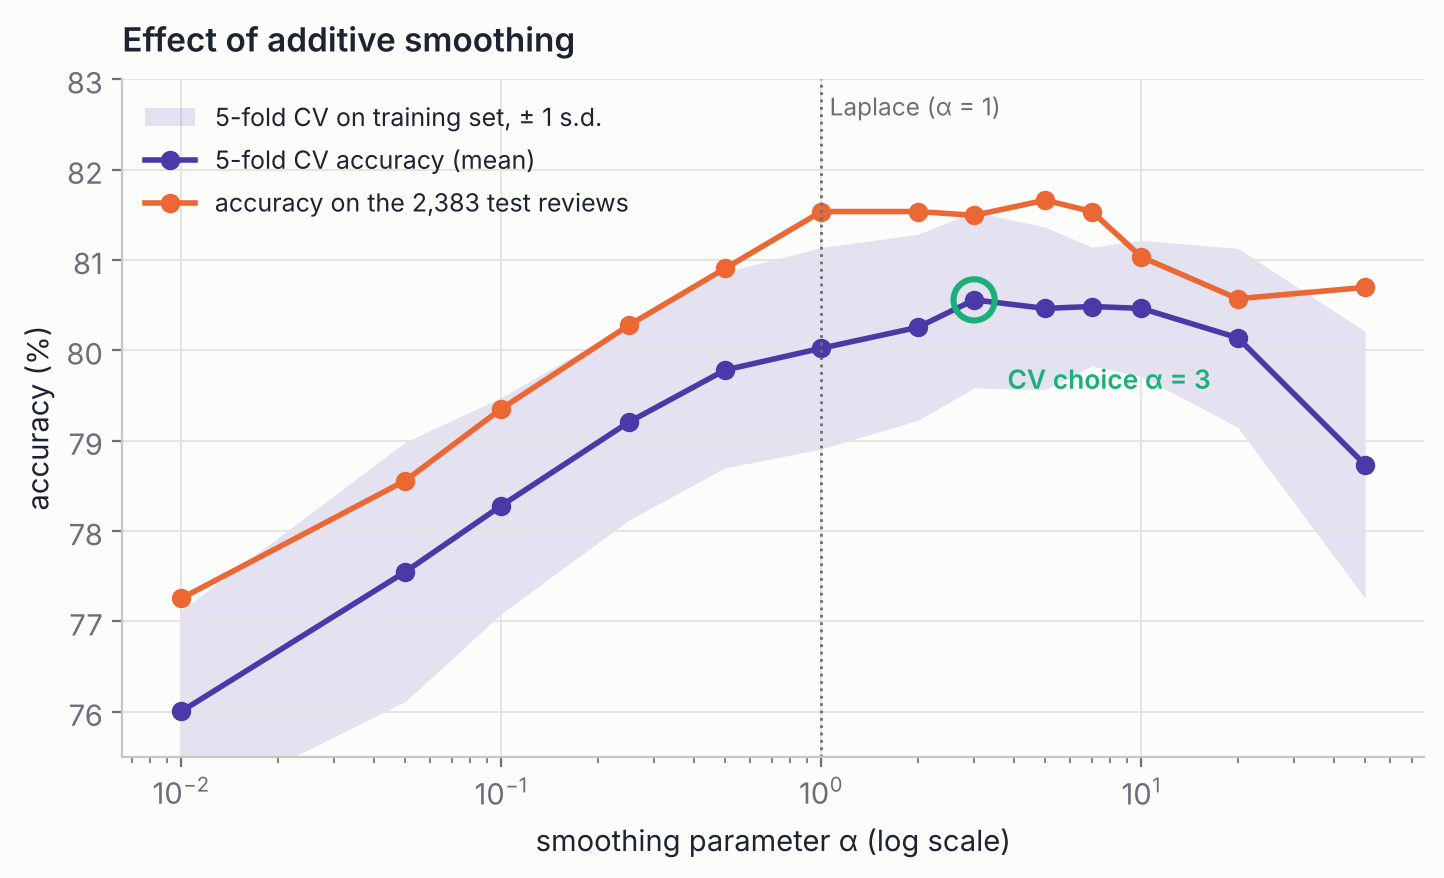 Effect of additive smoothing
83
82
81
80
79
78
77
76
accuracy (%)
5-fold CV on training set, ± 1 s.d.
5-fold CV accuracy (mean)
accuracy on the 2,383 test reviews
Laplace (α = 1)
CV choice α = 3
10⁻² 10⁻¹ 10⁰ 10¹
smoothing parameter α (log scale)